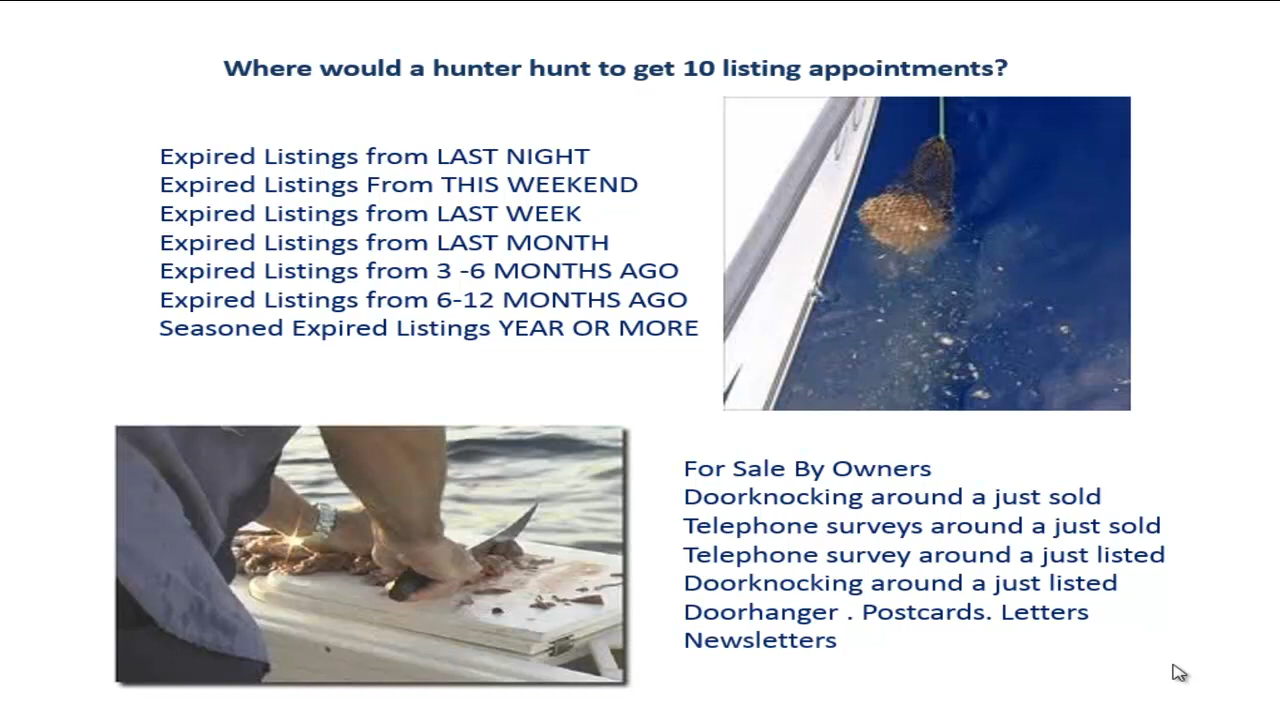 Where would a hunter hunt to get 10 listing appointments?
Expired Listings from LAST NIGHT
Expired Listings From THIS WEEKEND
Expired Listings from LAST WEEK
Expired Listings from LAST MONTH
Expired Listings from 3 -6 MONTHS AGO
Expired Listings from 6-12 MONTHS AGO
Seasoned Expired Listings YEAR OR MORE
For Sale By Owners
Doorknocking around a just sold
Telephone surveys around a just sold
Telephone survey around a just listed
Doorknocking around a just listed
Doorhanger . Postcards. Letters
Newsletters